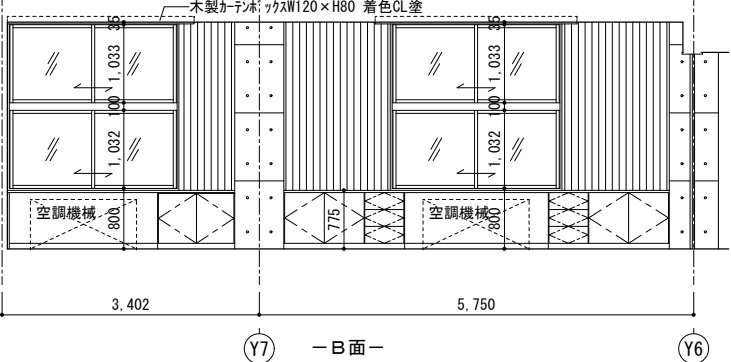 木製ｶｰﾃﾝﾎﾞｯｸｽW120×H80 着色CL塗
35
35
1,033
1,033
100
100
1,032
1,032
空調機械
800
775
空調機械
800
3,402
5,750
Y7
－B面－
Y6